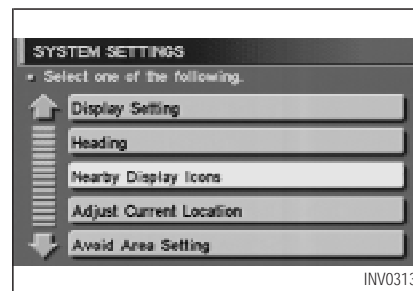 SYSTEM SETTINGS
▪ Select one of the following.
Display Setting
Heading
Nearby Display Icons
Adjust Current Location
Avoid Area Setting
INV0313